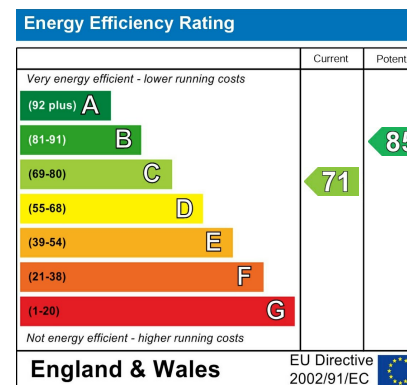 Energy Efficiency Rating
Current Potent
Very energy efficient - lower running costs
(92 plus) A
(81-91) B 85
(69-80) C 71
(55-68) D
(39-54) E
(21-38) F
(1-20) G
Not energy efficient - higher running costs
England & Wales
EU Directive
2002/91/EC